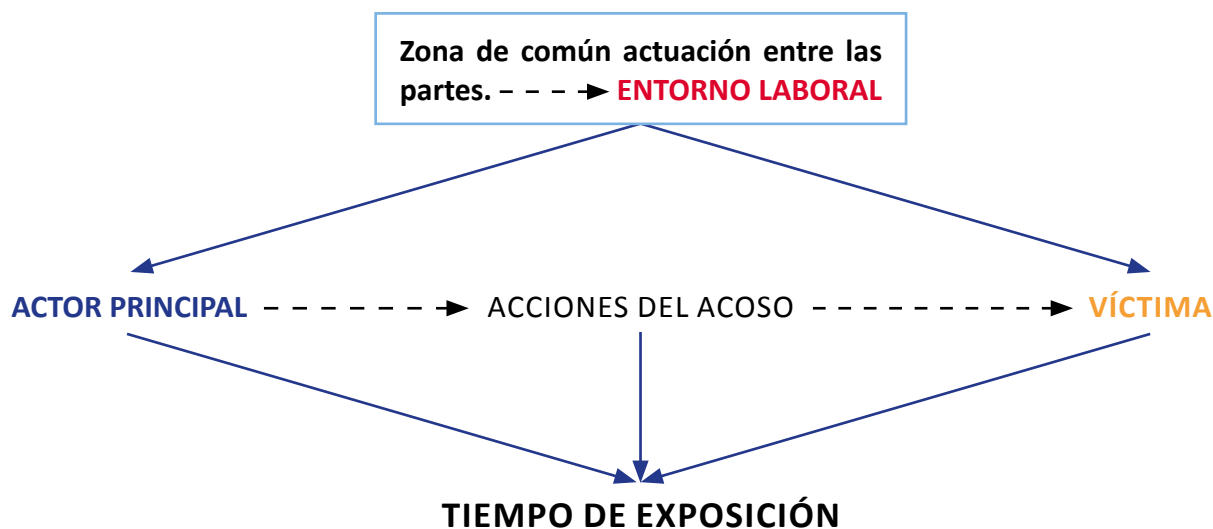 Zona de común actuación entre las
partes. ENTORNO LABORAL
ACTOR PRINCIPAL ACCIONES DEL ACOSO VÍCTIMA
TIEMPO DE EXPOSICIÓN